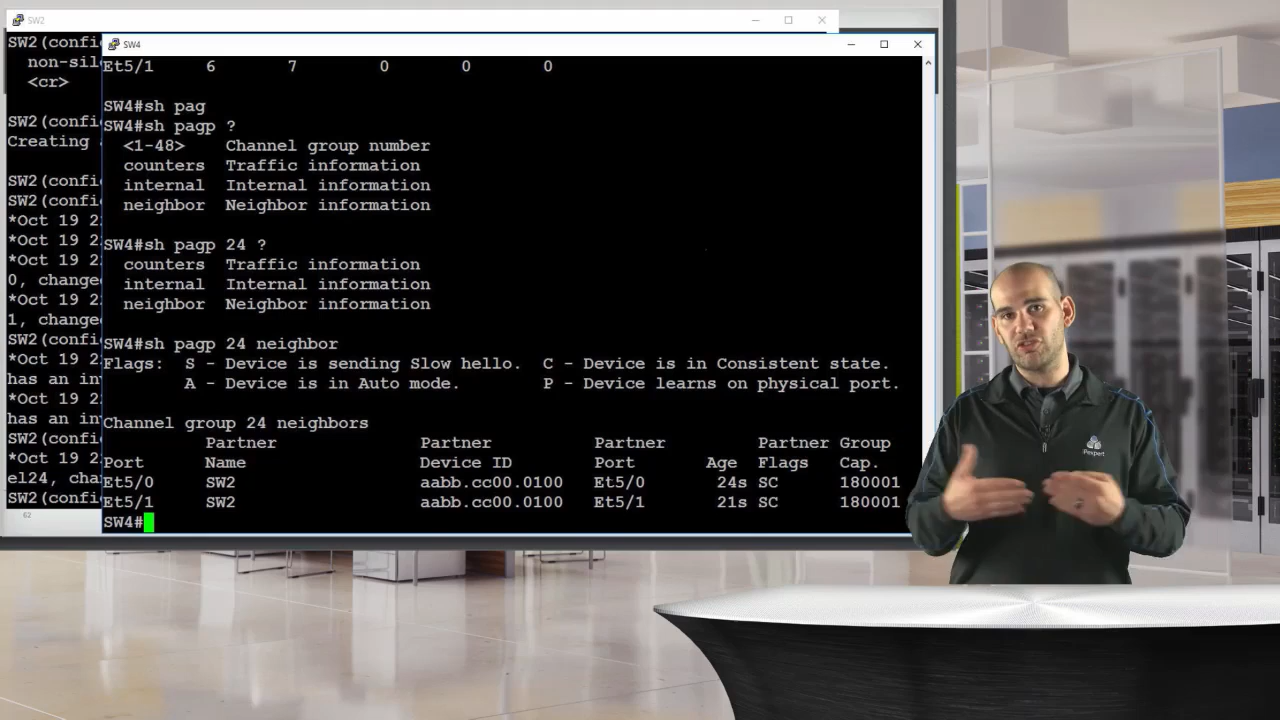 SW2
SW2(confi
non-sil
<cr>
SW2(confi
Creating
SW2(confi
SW2(confi
*Oct 19 2
*Oct 19 2
*Oct 19 2
0, change
*Oct 19 2
1, change
SW2(confi
*Oct 19 2
has an in
*Oct 19 2
has an in
SW2(confi
*Oct 19 2
el24, cha
SW2(confi
62
SW4
Et5/1 6 7 0 0 0
SW4#sh pag
SW4#sh pagp ?
<1-48> Channel group number
counters Traffic information
internal Internal information
neighbor Neighbor information
SW4#sh pagp 24 ?
counters Traffic information
internal Internal information
neighbor Neighbor information
SW4#sh pagp 24 neighbor
Flags: S - Device is sending Slow hello. C - Device is in Consistent state.
A - Device is in Auto mode. P - Device learns on physical port.
Channel group 24 neighbors
Partner Partner Partner Partner Group
Port Name Device ID Port Age Flags Cap.
Et5/0 SW2 aabb.cc00.0100 Et5/0 24s SC 180001
Et5/1 SW2 aabb.cc00.0100 Et5/1 21s SC 180001
SW4#
iPexpert